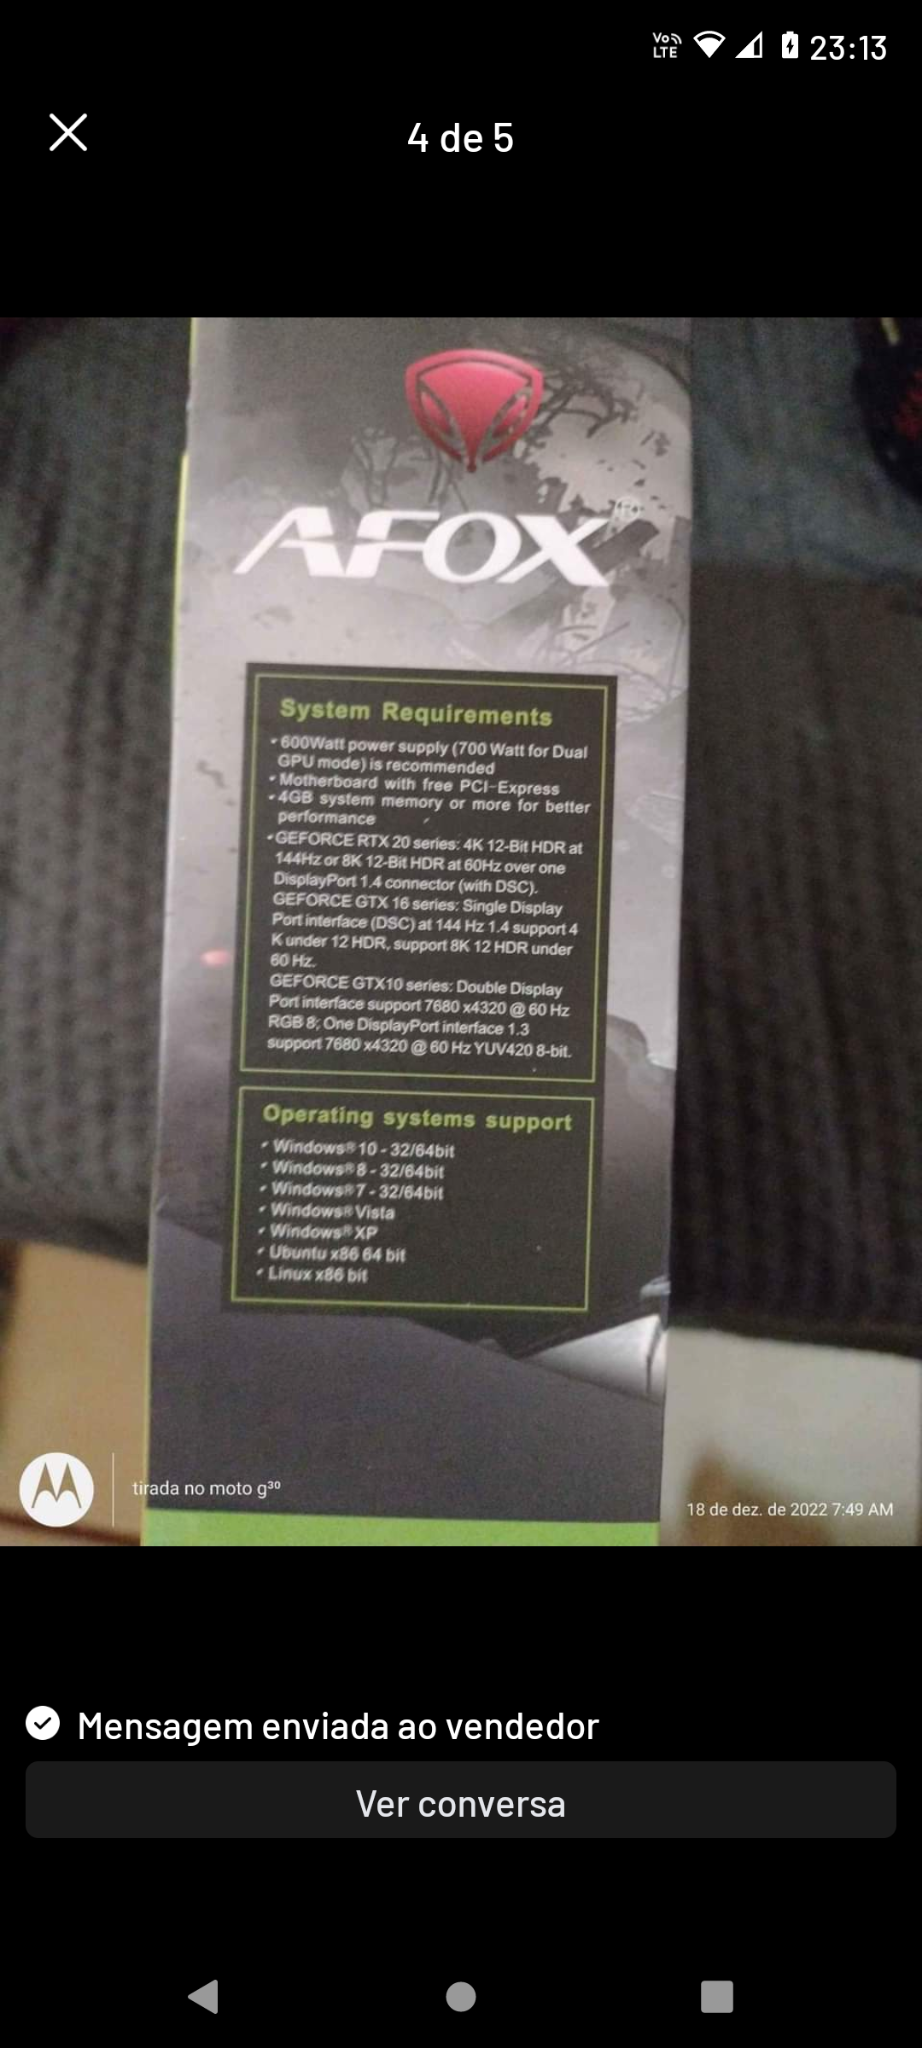 Vo LTE 23:13
4 de 5
AFOX®
System Requirements
• 600Watt power supply (700 Watt for Dual
GPU mode) is recommended
• Motherboard with free PCI-Express
• 4GB system memory or more for better
performance
• GEFORCE RTX 20 series: 4K 12-Bit HDR at
144Hz or 8K 12-Bit HDR at 60Hz over one
DisplayPort 1.4 connector (with DSC).
GEFORCE GTX 16 series: Single Display
Port interface (DSC) at 144 Hz 1.4 support 4
K under 12 HDR, support 8K 12 HDR under
60 Hz.
GEFORCE GTX10 series: Double Display
Port interface support 7680 x4320 @ 60 Hz
RGB 8; One DisplayPort interface 1.3
support 7680 x4320 @ 60 Hz YUV420 8-bit.
Operating systems support
• Windows® 10 - 32/64bit
• Windows® 8 - 32/64bit
• Windows® 7 - 32/64bit
• Windows® Vista
• Windows® XP
• Ubuntu x86 64 bit
• Linux x86 bit
tirada no moto g³⁰
18 de dez. de 2022 7:49 AM
Mensagem enviada ao vendedor
Ver conversa